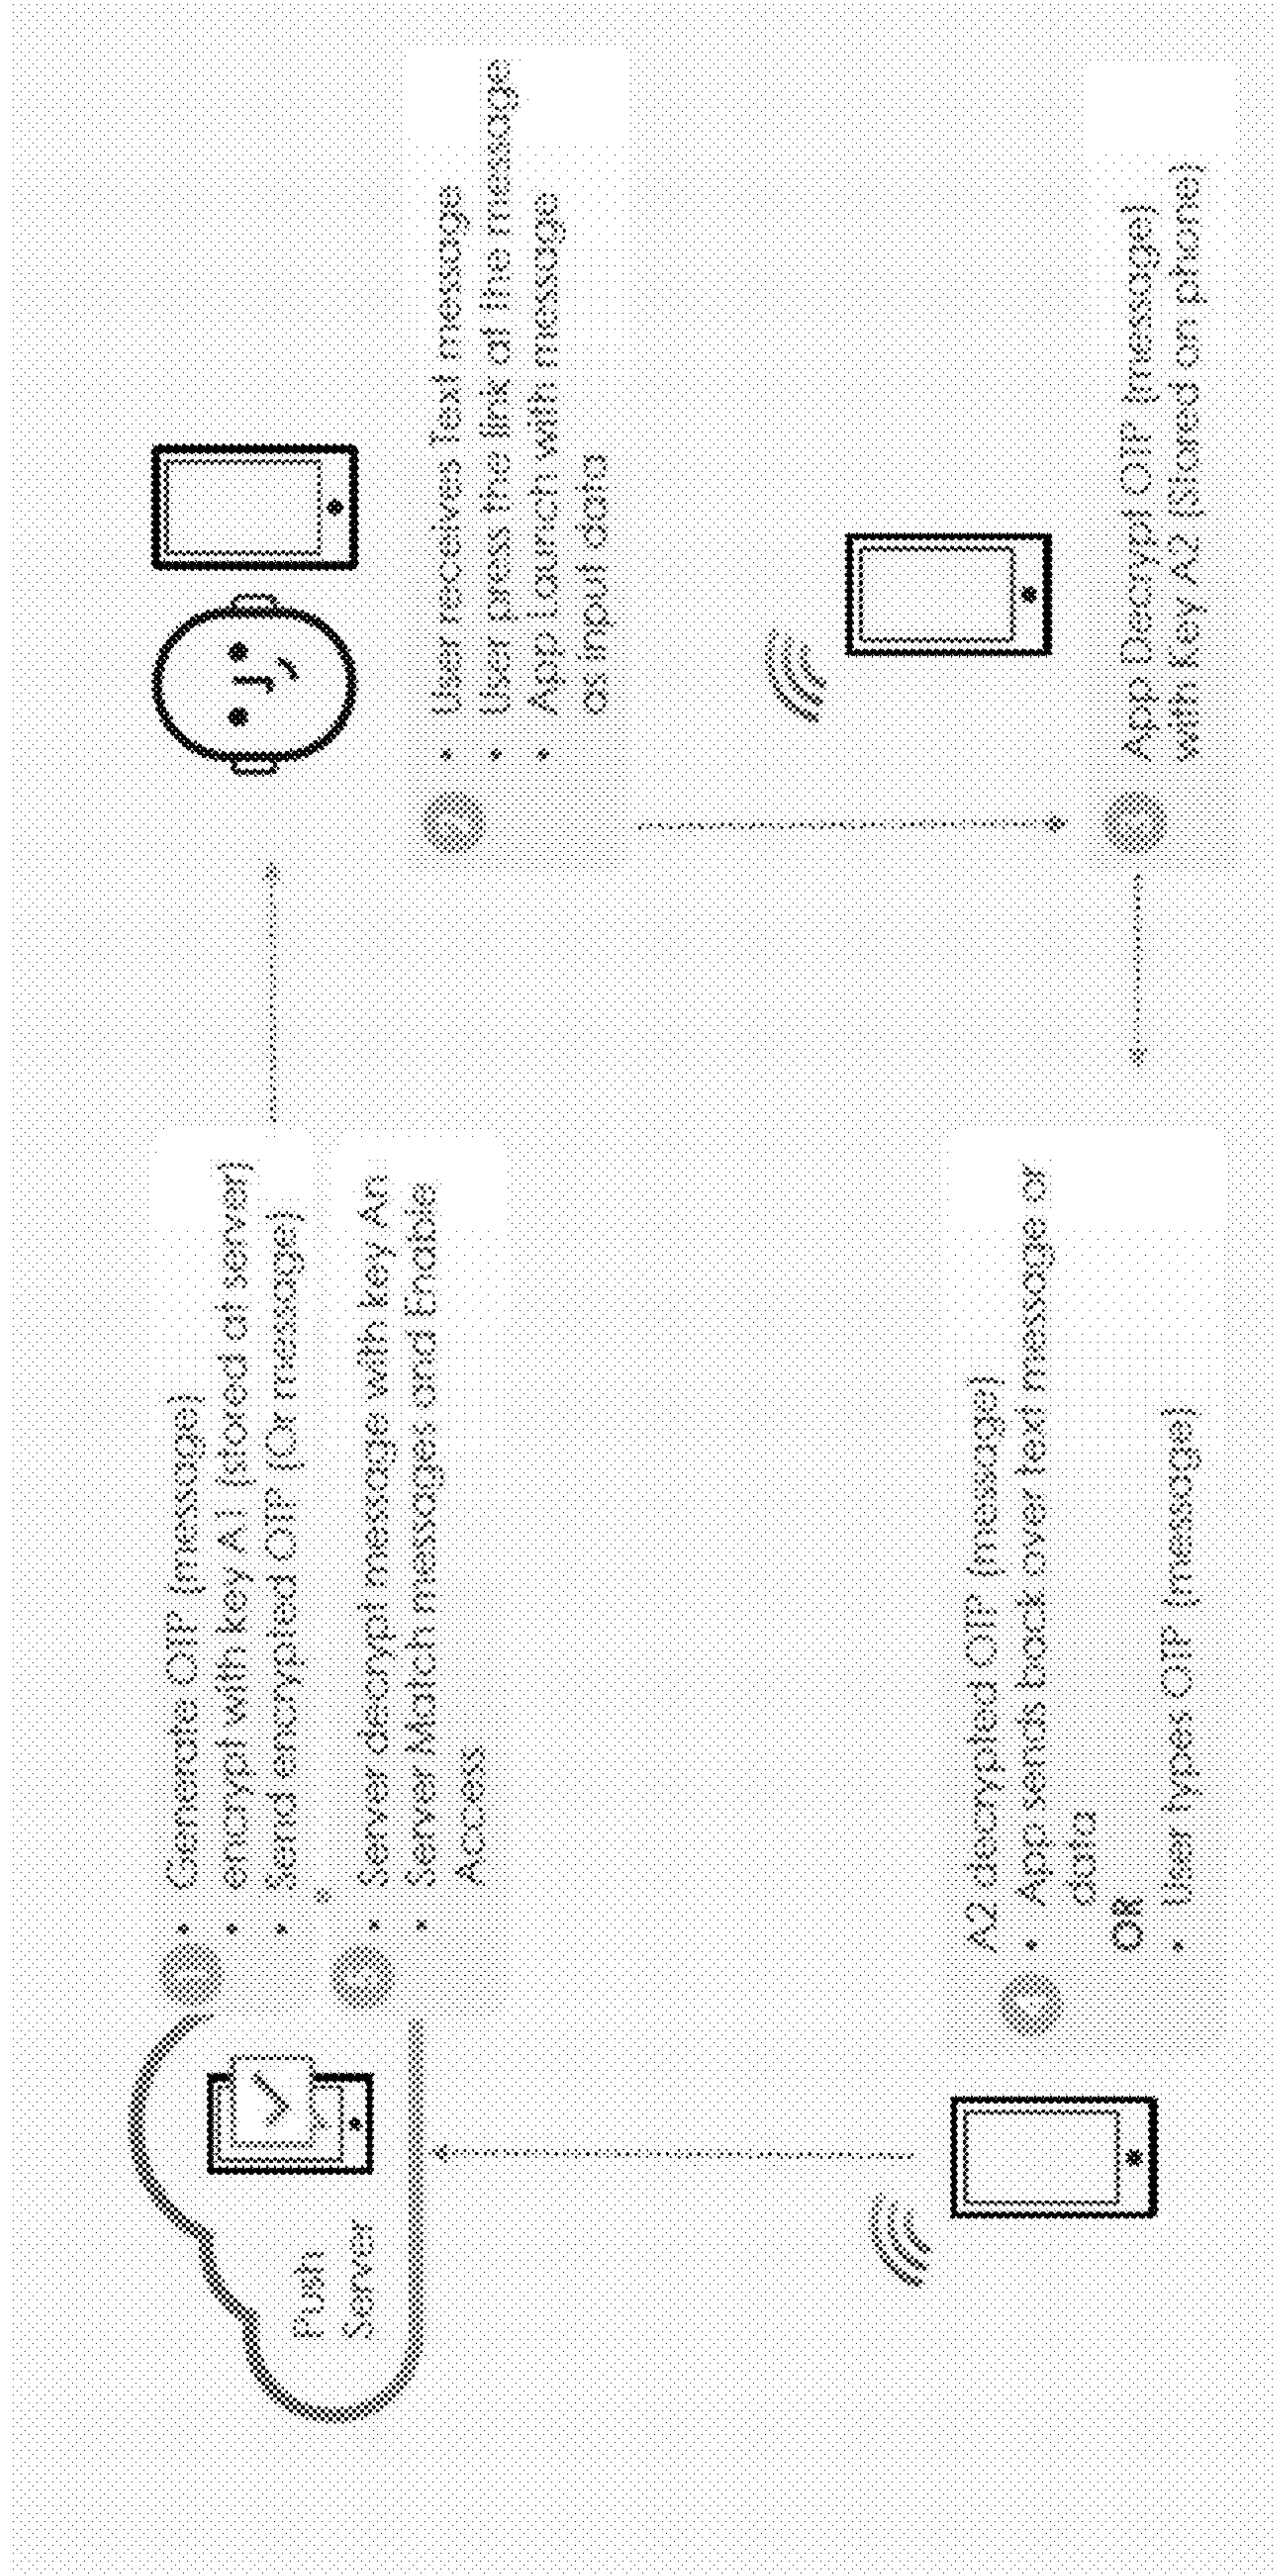 Push
Server
Generate OTP (message)
encrypt with key A1 (stored at server)
Send encrypted OTP (or message)
Server decrypt message with key An
Server Match messages and Enable
Access
User receives Text message
User press the link at the message
App Launch with message
as input data
App Decrypt OTP (message)
with Key A2 (Stored on phone)
A2 decrypted OTP (message)
App sends back over text message or
data
OR
User types OTP (message)